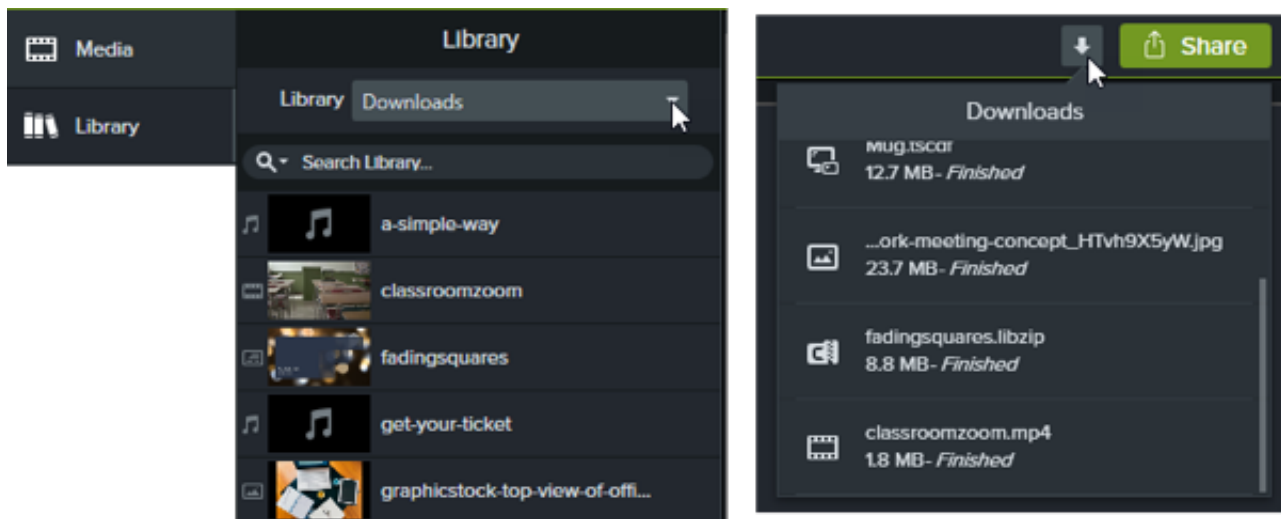 Media
Library
Library
Library Downloads
Search Library...
a-simple-way
classroomzoom
fadingsquares
get-your-ticket
graphicstock-top-view-of-offi...
Share
Downloads
Mug.tscdf
12.7 MB- Finished
...ork-meeting-concept_HTvh9X5yW.jpg
23.7 MB- Finished
fadingsquares.libzip
8.8 MB- Finished
classroomzoom.mp4
1.8 MB- Finished